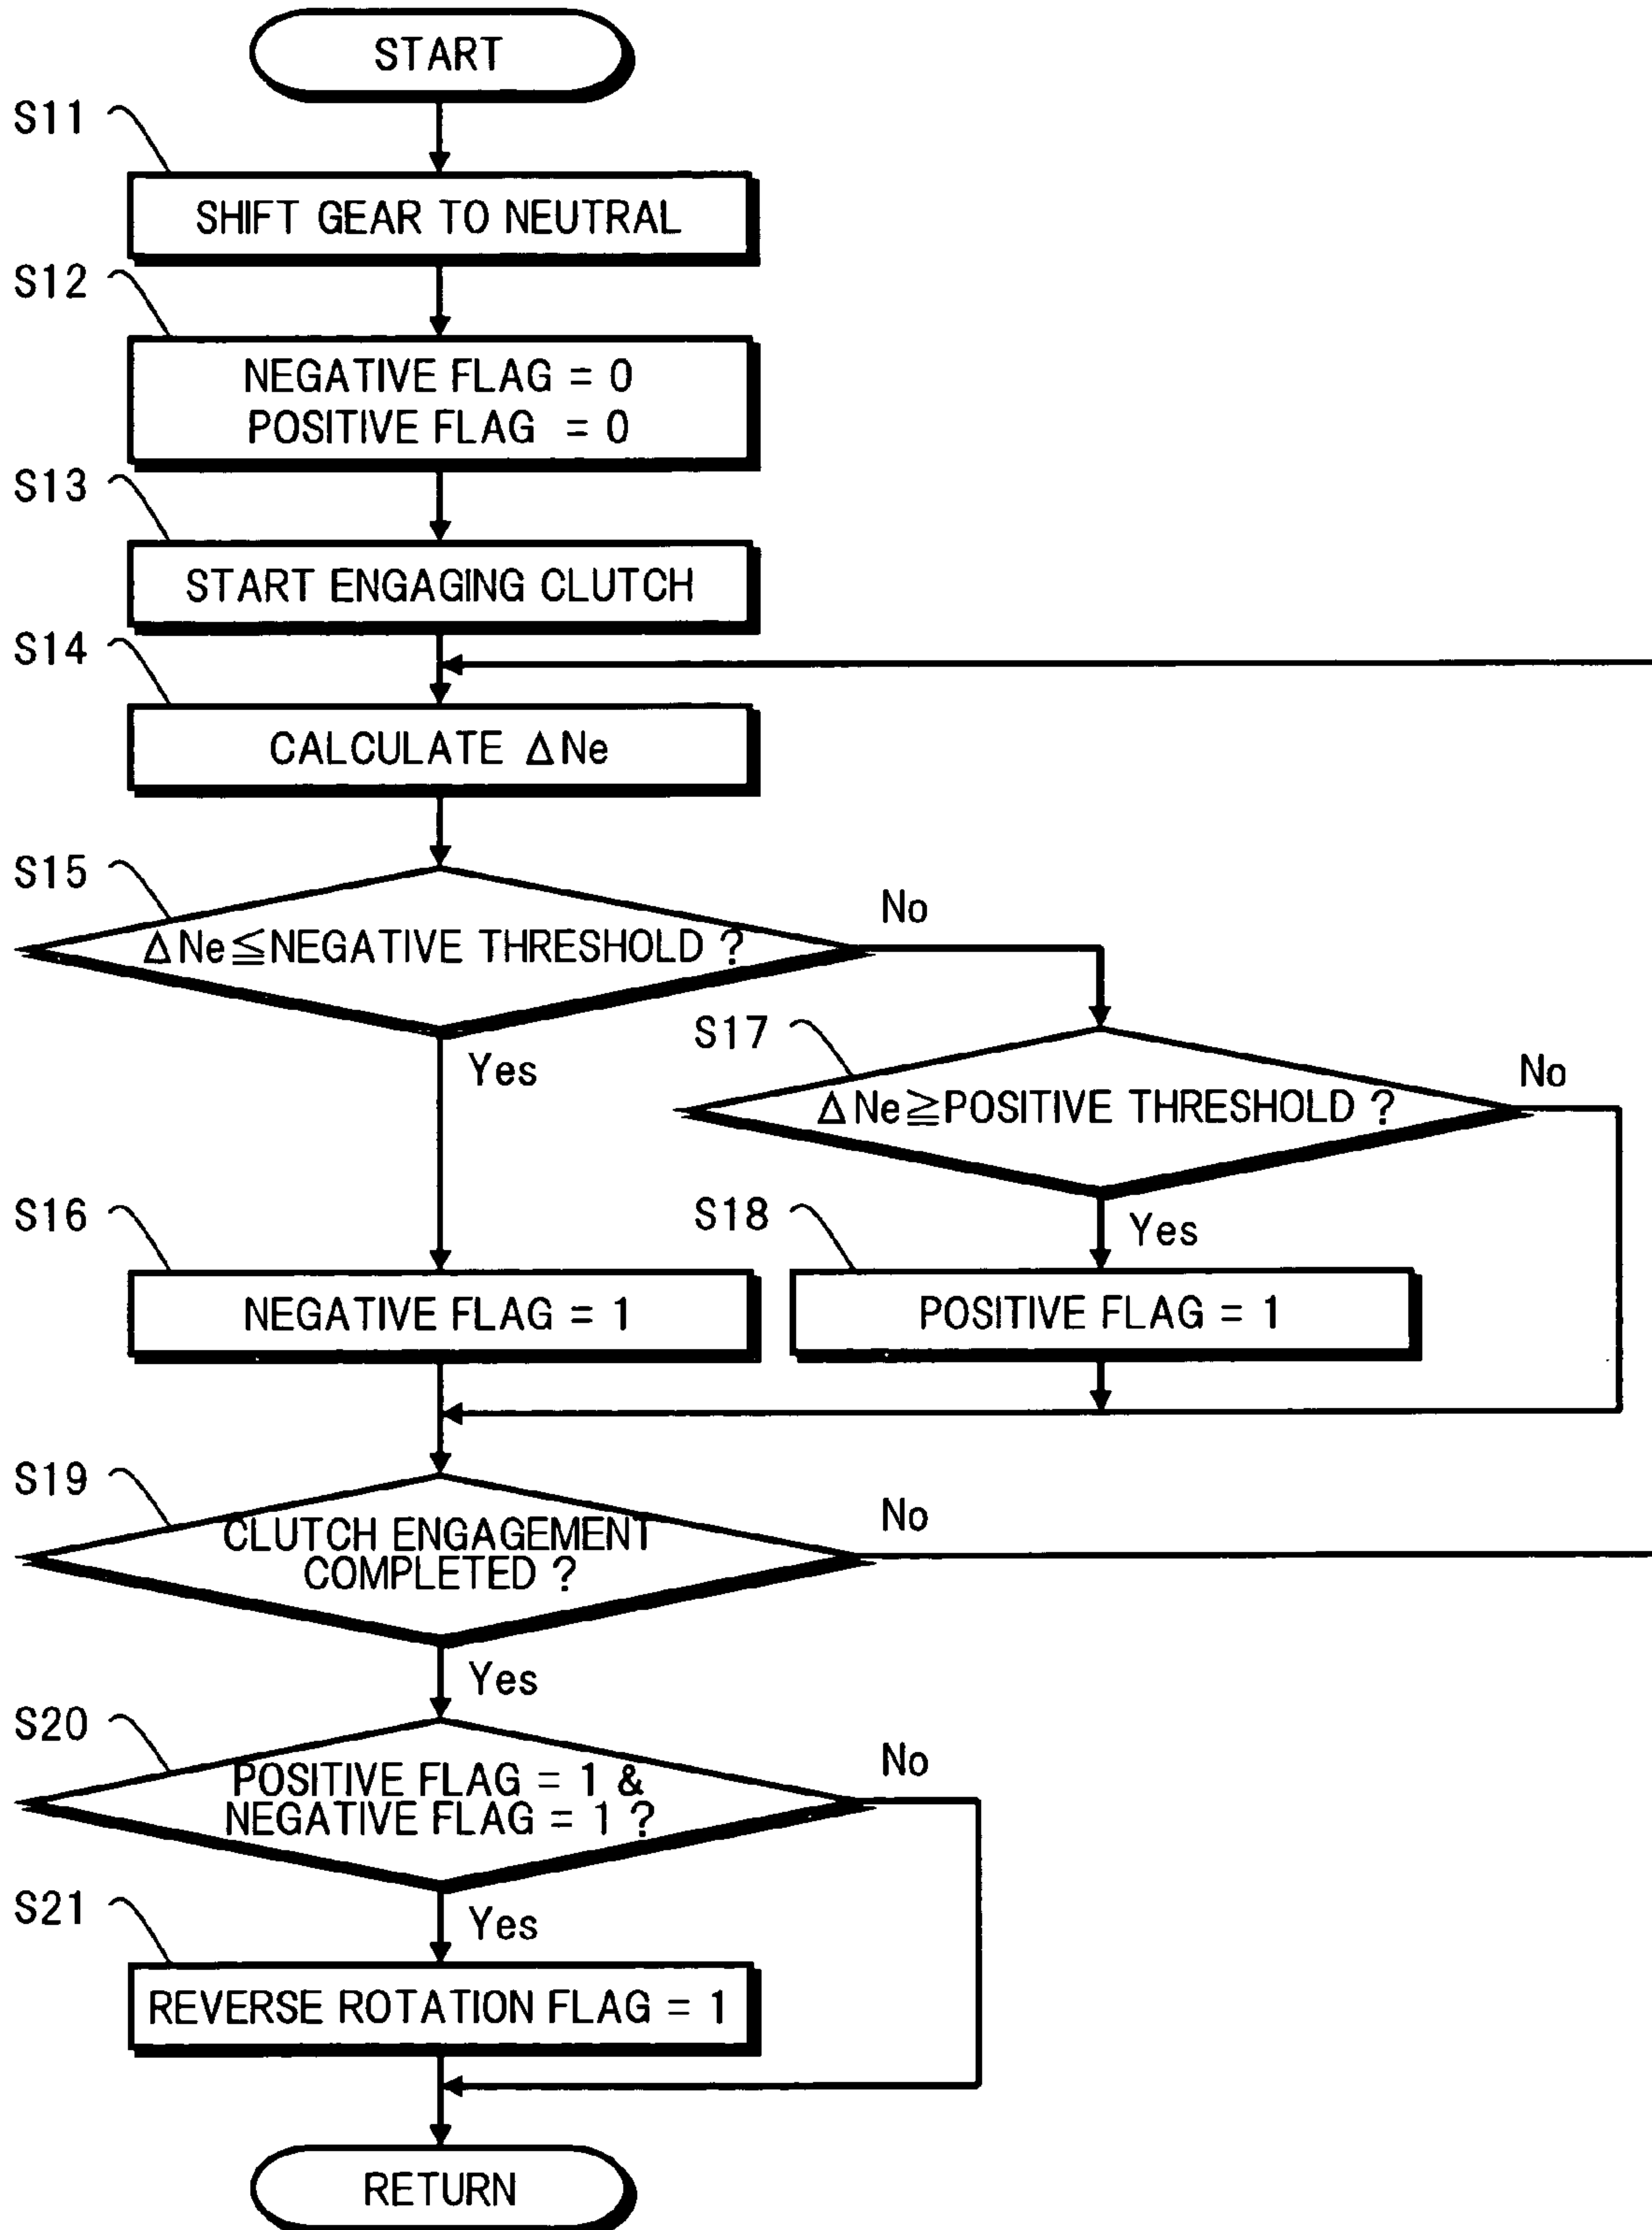 START
S11
SHIFT GEAR TO NEUTRAL
S12
NEGATIVE FLAG = 0
POSITIVE FLAG = 0
S13
START ENGAGING CLUTCH
S14
CALCULATE ΔNe
S15
ΔNe≦NEGATIVE THRESHOLD ?
No
Yes
S17
ΔNe≧POSITIVE THRESHOLD ?
No
Yes
S16
NEGATIVE FLAG = 1
S18
POSITIVE FLAG = 1
S19
CLUTCH ENGAGEMENT
COMPLETED ?
No
Yes
S20
POSITIVE FLAG = 1 &
NEGATIVE FLAG = 1 ?
No
Yes
S21
REVERSE ROTATION FLAG = 1
RETURN